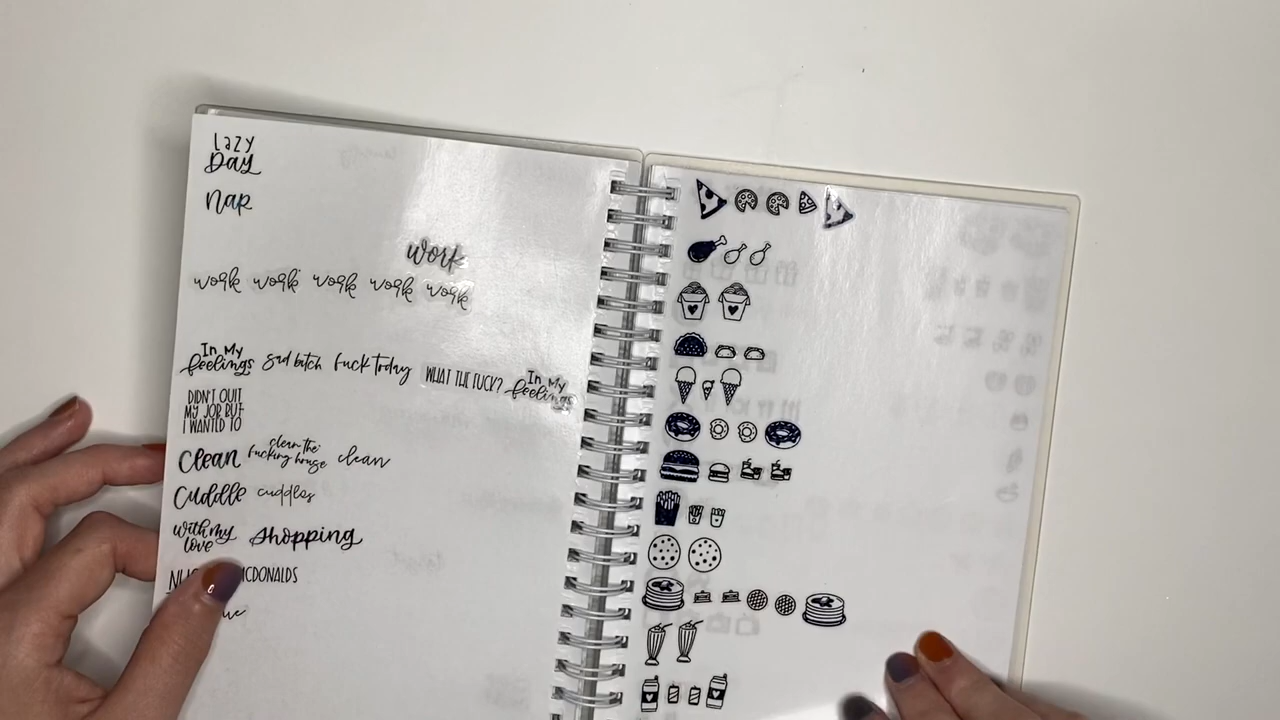 Lazy
Day
Nap
work
work work work work work
In My
feelings sad bitch fuck today WHAT THE FUCK? In My
feelings
DIDN'T QUIT
MY JOB BUT
I WANTED TO
Clean clean the
fucking house clean
Cuddle cuddles
with my
love shopping
MCDONALDS